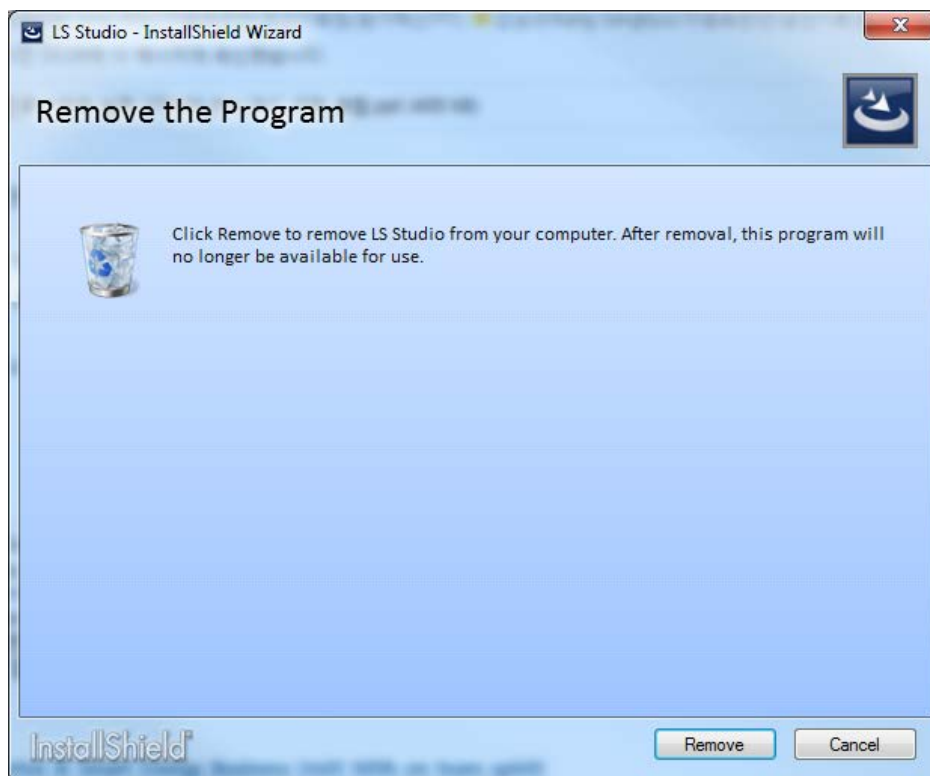 LS Studio - InstallShield Wizard
Remove the Program
Click Remove to remove LS Studio from your computer. After removal, this program will
no longer be available for use.
InstallShield
Remove
Cancel